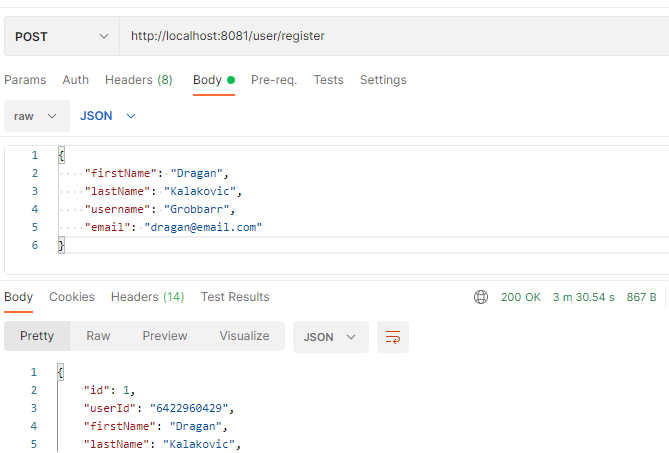 POST http://localhost:8081/user/register
Params Auth Headers (8) Body Pre-req. Tests Settings
raw JSON
1 {
2 ····"firstName": "Dragan",
3 ····"lastName": "Kalakovic",
4 ····"username": "Grobbarr",
5 ····"email": "dragan@email.com"
6 }
Body Cookies Headers (14) Test Results 200 OK 3 m 30.54 s 867 B
Pretty Raw Preview Visualize JSON
1 {
2 "id": 1,
3 "userId": "6422960429",
4 "firstName": "Dragan",
5 "lastName": "Kalakovic",